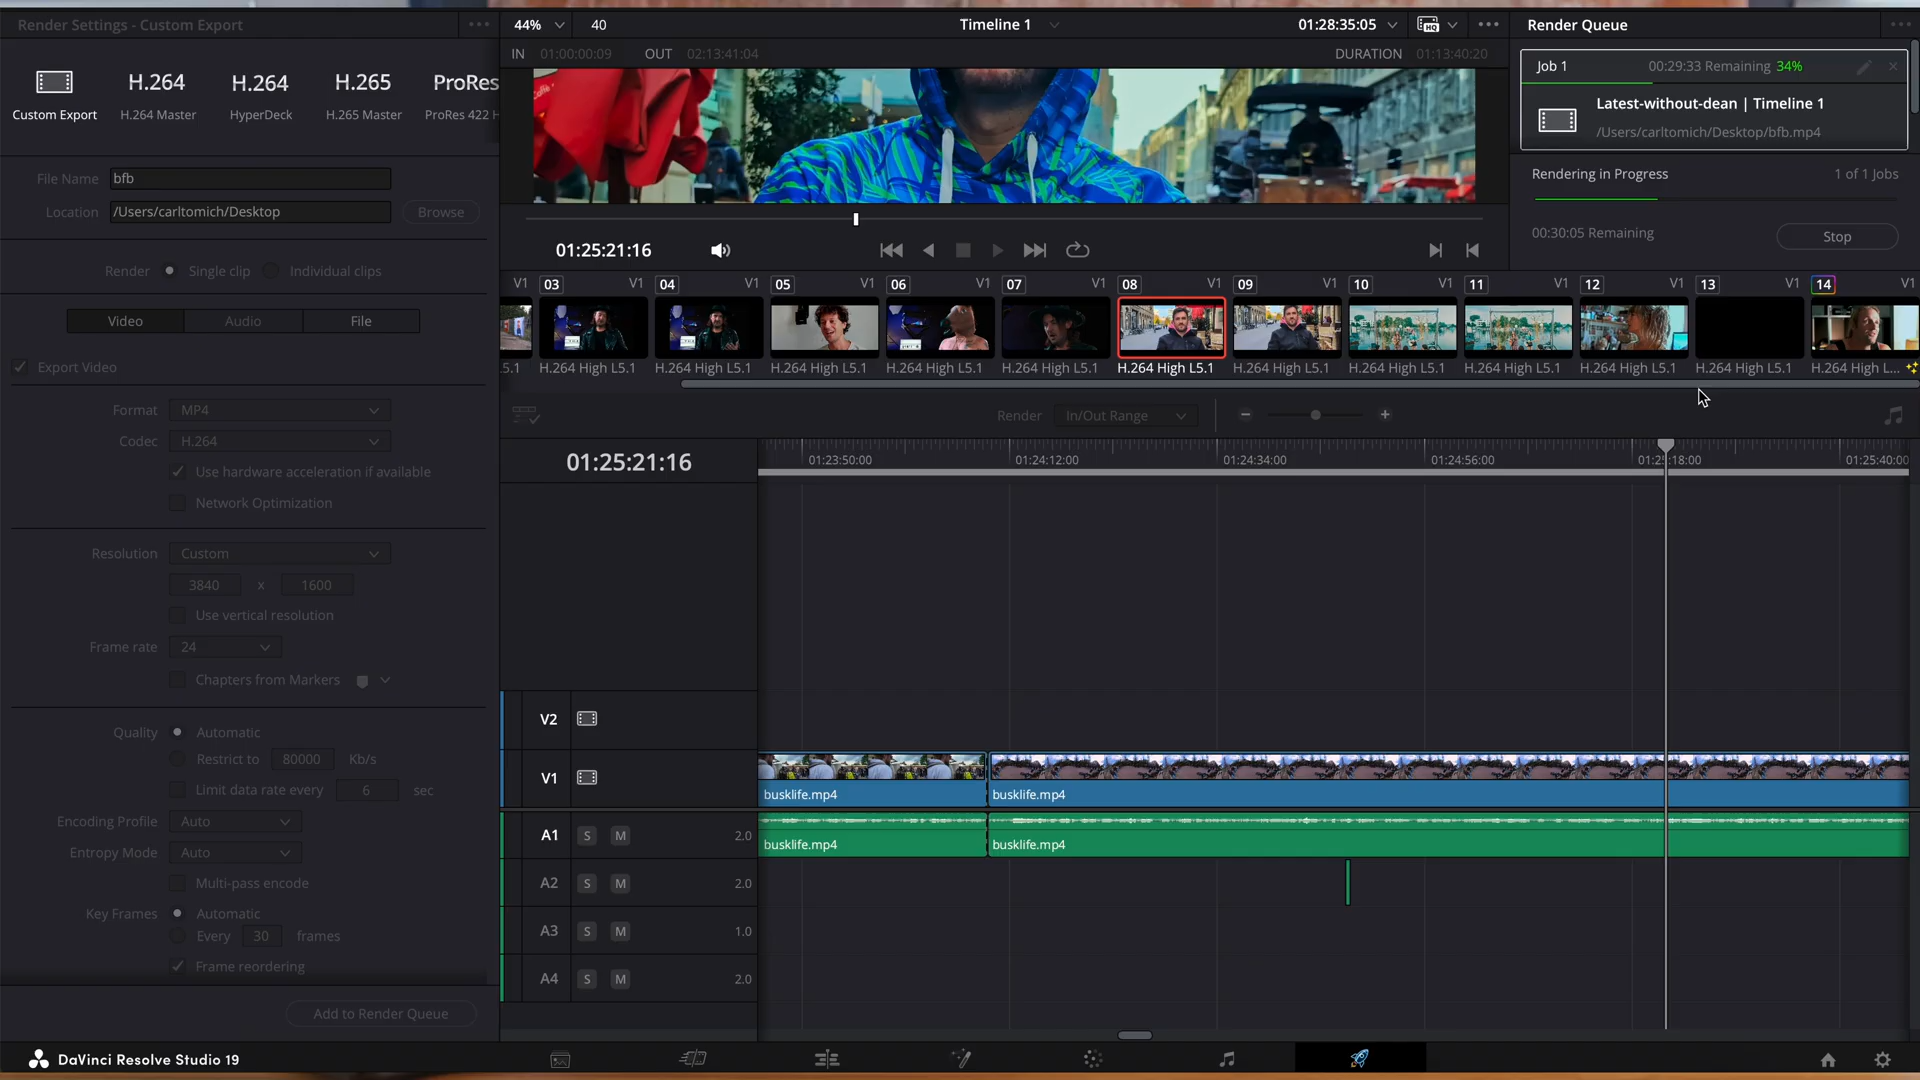 Render Settings - Custom Export
44%
40
Timeline 1
01:28:35:05
Render Queue
IN 01:00:00:09 OUT 02:13:41:04
DURATION 01:13:40:20
Custom Export
H.264
H.264 Master
H.264
HyperDeck
H.265
H.265 Master
ProRes
ProRes 422 H
Job 1
00:29:33 Remaining 34%
Latest-without-dean | Timeline 1
/Users/carltomich/Desktop/bfb.mp4
Rendering in Progress
1 of 1 Jobs
00:30:05 Remaining
Stop
File Name bfb
Location /Users/carltomich/Desktop Browse
Render Single clip Individual clips
Video Audio File
Export Video
Format MP4
Codec H.264
Use hardware acceleration if available
Network Optimization
Resolution Custom
3840 x 1600
Use vertical resolution
Frame rate 24
Chapters from Markers
Quality Automatic
Restrict to 80000 Kb/s
Limit data rate every 6 sec
Encoding Profile Auto
Entropy Mode Auto
Multi-pass encode
Key Frames Automatic
Every 30 frames
Frame reordering
Add to Render Queue
01:25:21:16
V1 03 V1 04 V1 05 V1 06 V1 07 V1 08 V1 09 V1 10 V1 11 V1 12 V1 13 V1 14 V1
.5.1 H.264 High L5.1 H.264 High L5.1 H.264 High L5.1 H.264 High L5.1 H.264 High L5.1 H.264 High L5.1 H.264 High L5.1 H.264 High L5.1 H.264 High L5.1 H.264 High L5.1 H.264 High L5.1 H.264 High L...
Render In/Out Range
01:25:21:16
01:23:50:00 01:24:12:00 01:24:34:00 01:24:56:00 01:25:18:00 01:25:40:00
V2
V1
busklife.mp4 busklife.mp4
A1 S M 2.0
busklife.mp4 busklife.mp4
A2 S M 2.0
A3 S M 1.0
A4 S M 2.0
DaVinci Resolve Studio 19